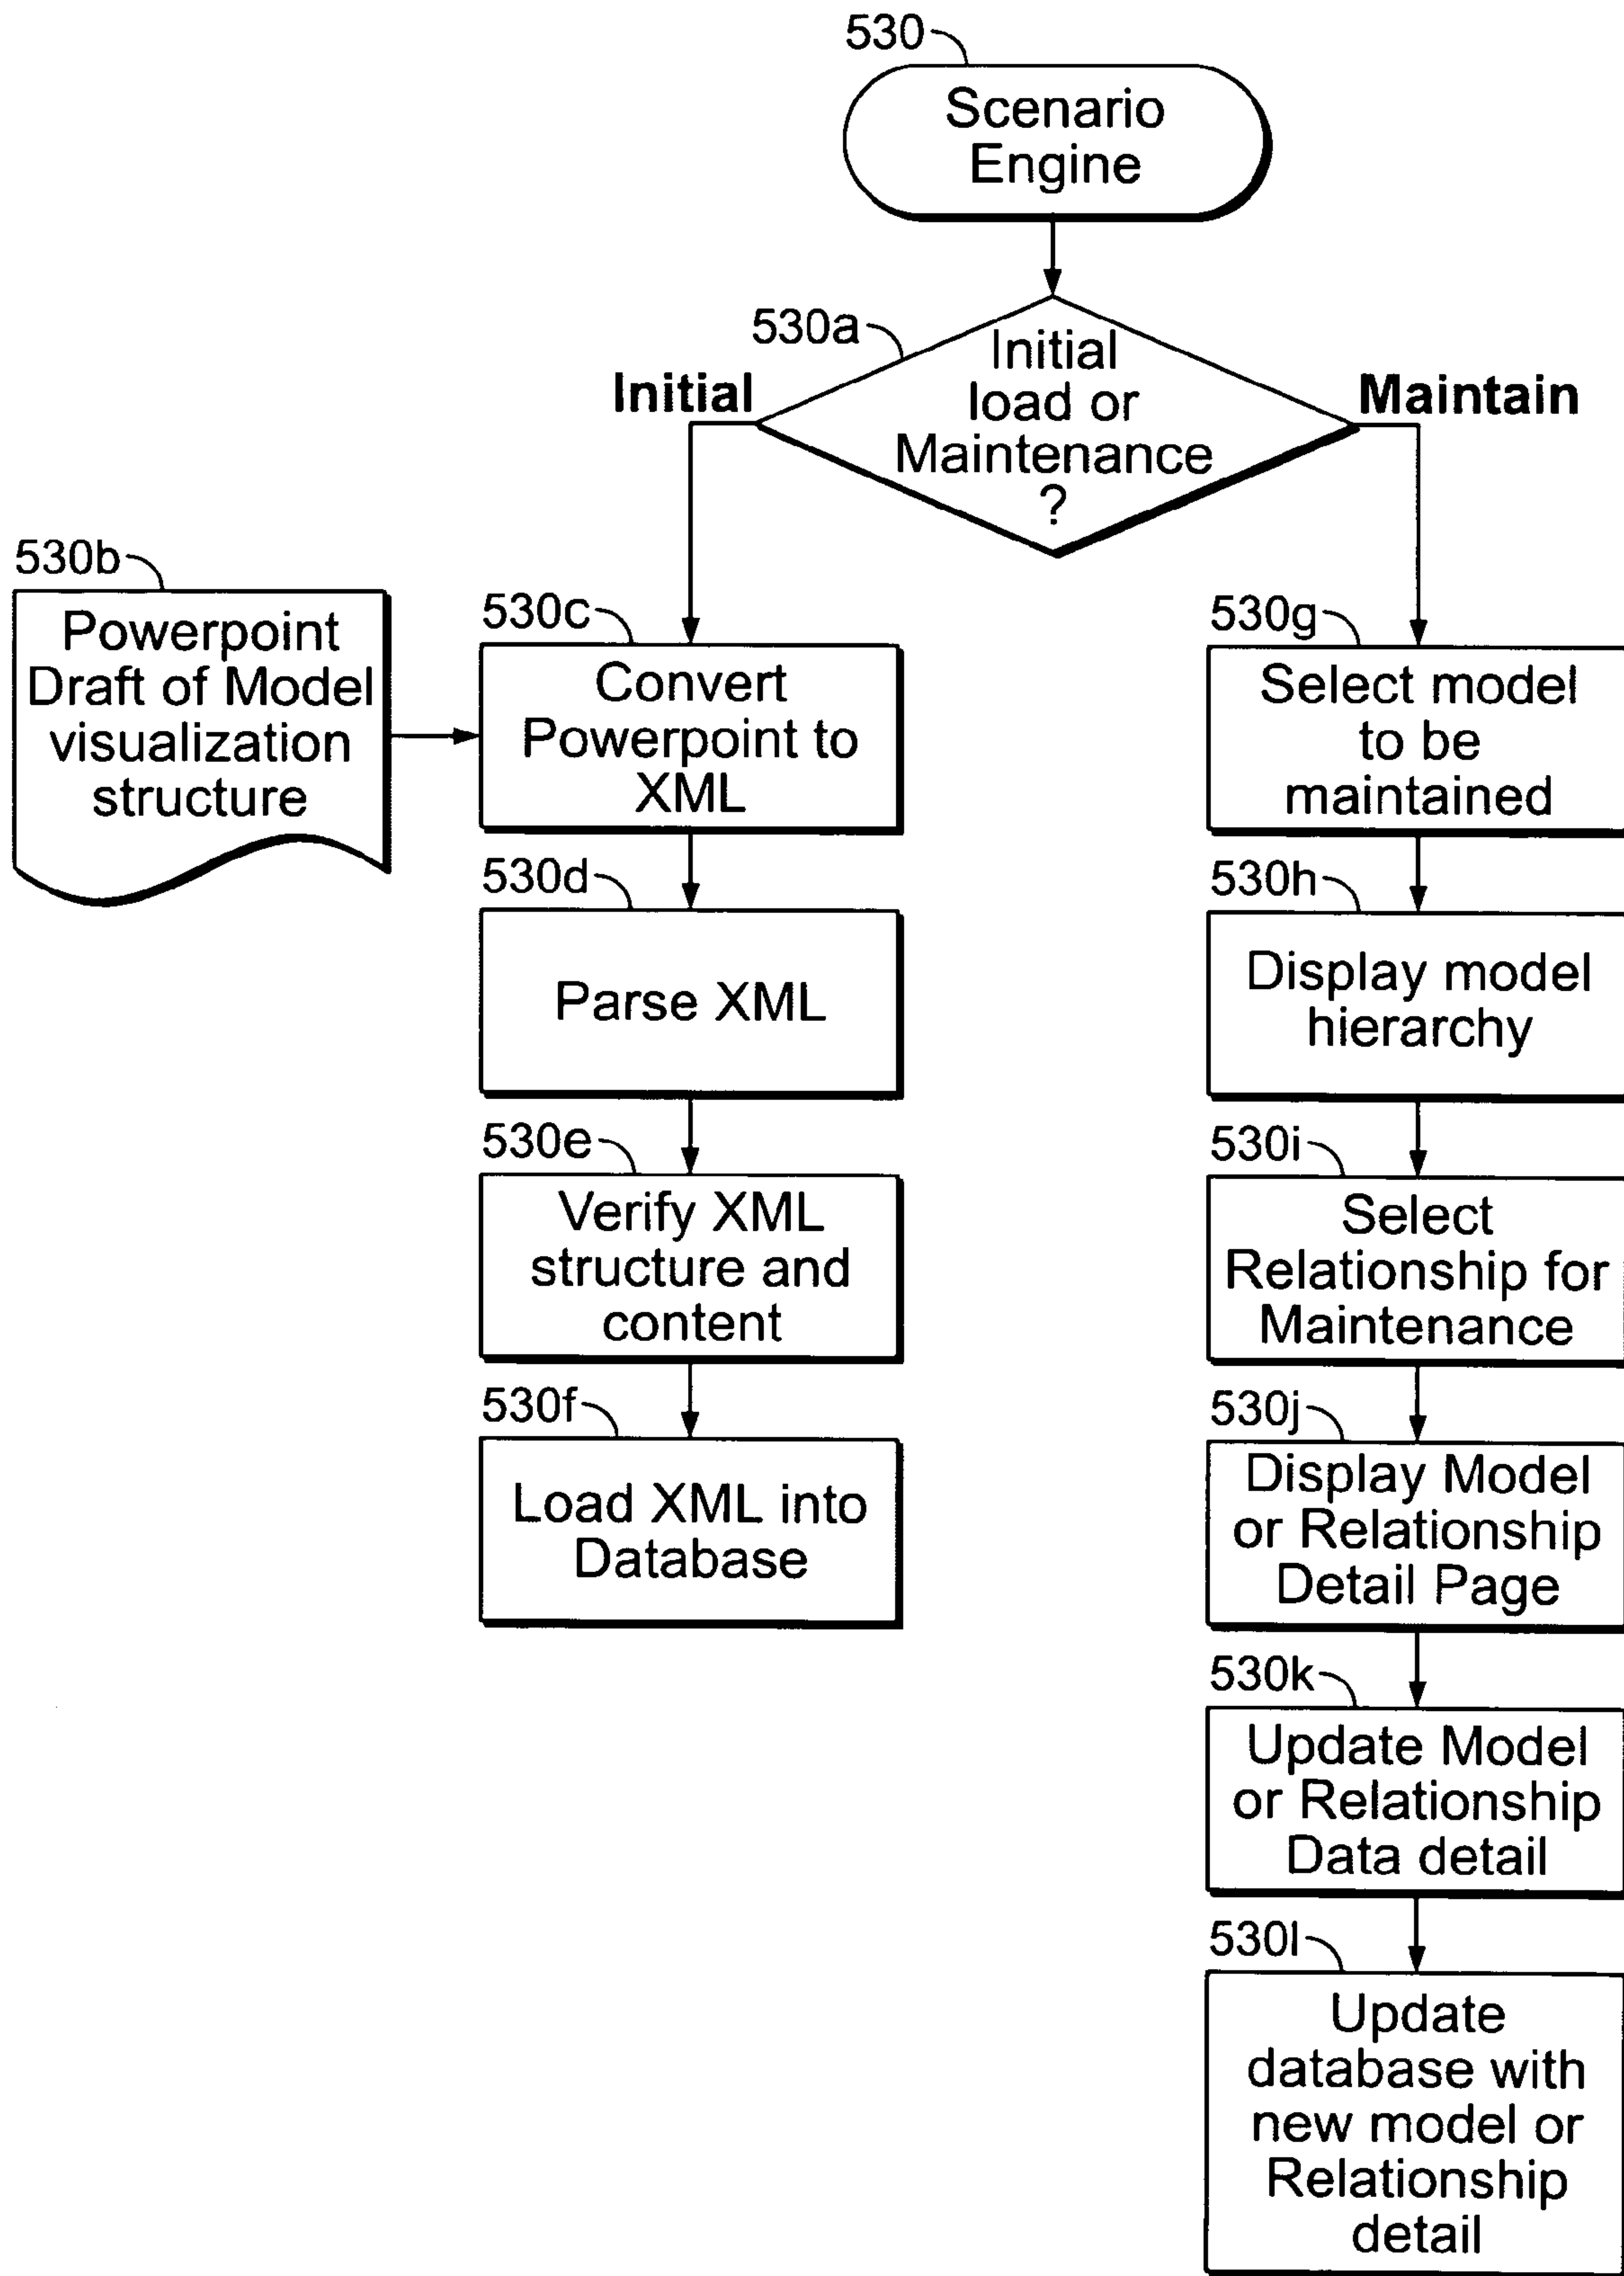 530
Scenario
Engine
530a
Initial
load or
Maintenance
?
Initial
Maintain
530b
Powerpoint
Draft of Model
visualization
structure
530c
Convert
Powerpoint to
XML
530d
Parse XML
530e
Verify XML
structure and
content
530f
Load XML into
Database
530g
Select model
to be
maintained
530h
Display model
hierarchy
530i
Select
Relationship for
Maintenance
530j
Display Model
or Relationship
Detail Page
530k
Update Model
or Relationship
Data detail
530l
Update
database with
new model or
Relationship
detail